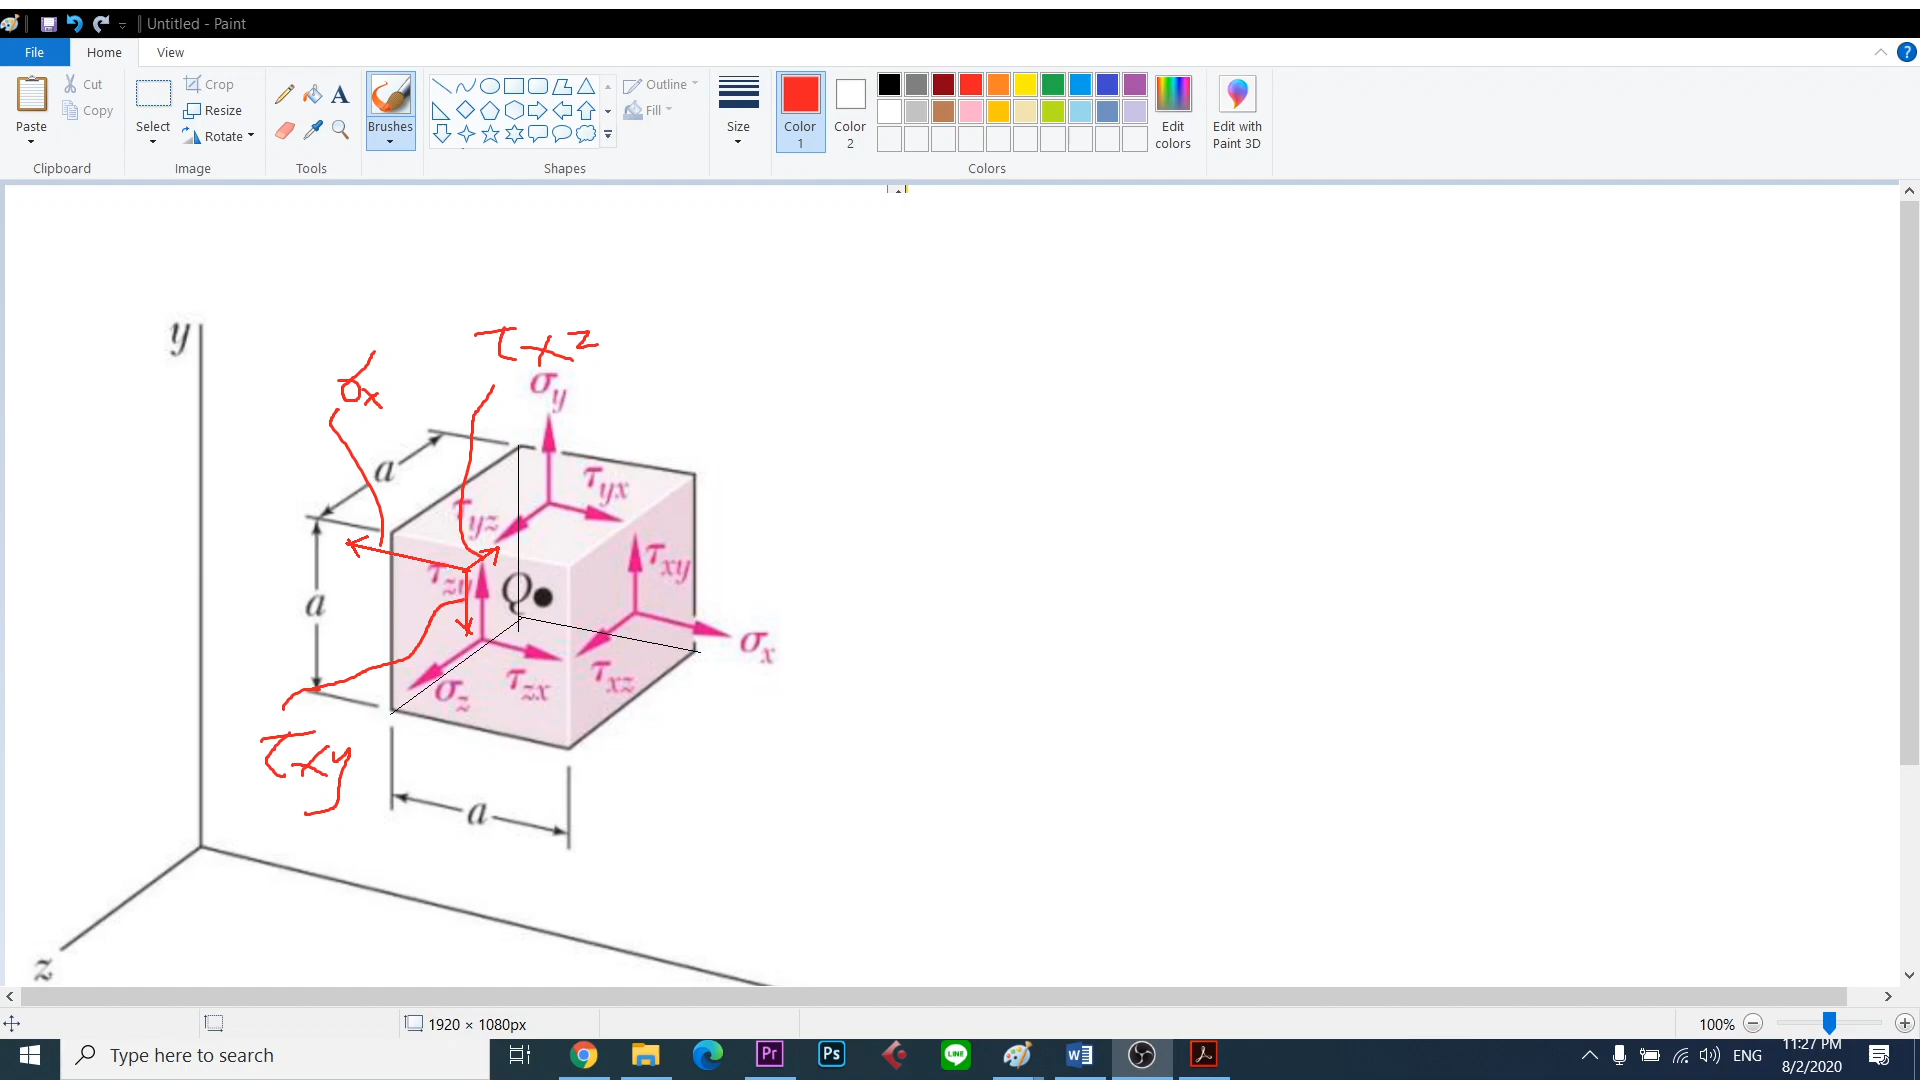 Untitled - Paint
File Home View
Paste
Cut
Copy
Clipboard
Select
Crop
Resize
Rotate
Image
A
Tools
Brushes
Shapes
Outline
Fill
Size
Color 1
Color 2
Colors
Edit colors
Edit with Paint 3D
?
y
τxz
σx
σy
a
τyx
τyz
τxy
τzy
Q
a
σx
τxz
τzx
σz
τxy
a
z
1920 × 1080px
100%
Type here to search
Pr
Ps
LINE
W
ENG
11:27 PM
8/2/2020